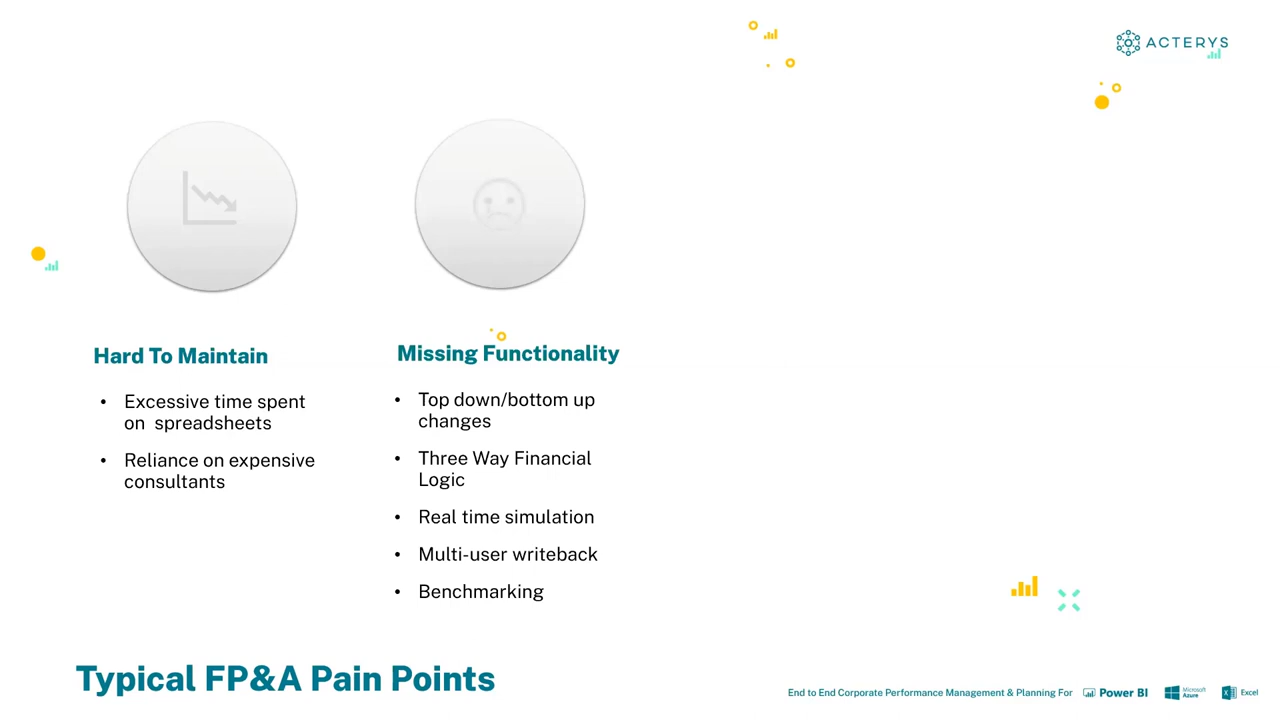 ACTERYS
Hard To Maintain
• Excessive time spent
on spreadsheets
• Reliance on expensive
consultants
Missing Functionality
• Top down/bottom up
changes
• Three Way Financial
Logic
• Real time simulation
• Multi-user writeback
• Benchmarking
Typical FP&A Pain Points
End to End Corporate Performance Management & Planning For
Power BI
Microsoft
Azure
Excel